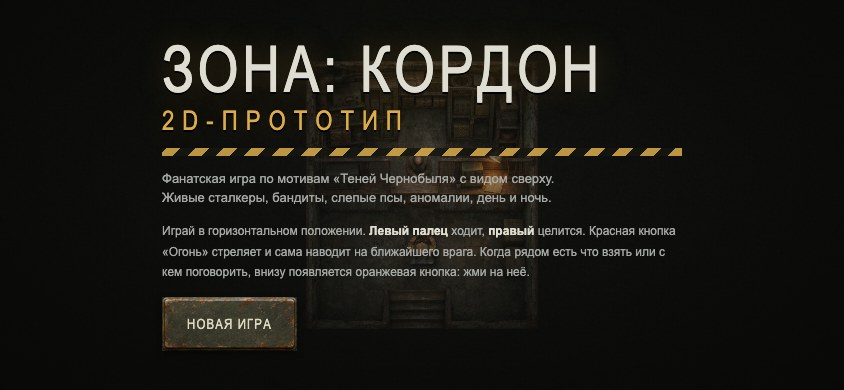 ЗОНА: КОРДОН
2D-ПРОТОТИП
Фанатская игра по мотивам «Теней Чернобыля» с видом сверху.
Живые сталкеры, бандиты, слепые псы, аномалии, день и ночь.
Играй в горизонтальном положении. Левый палец ходит, правый целится. Красная кнопка
«Огонь» стреляет и сама наводит на ближайшего врага. Когда рядом есть что взять или с
кем поговорить, внизу появляется оранжевая кнопка: жми на неё.
НОВАЯ ИГРА